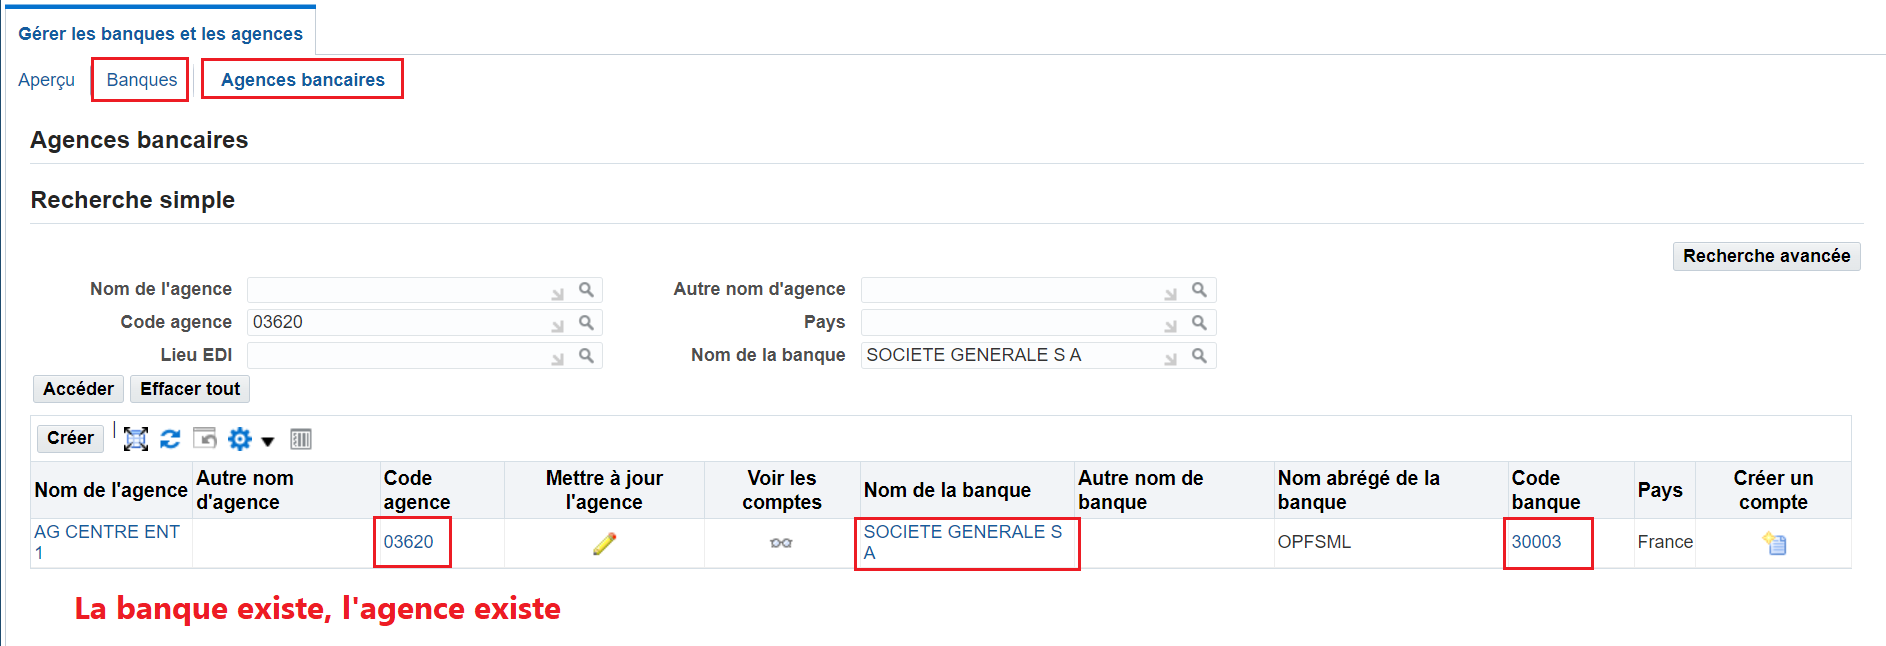 Gérer les banques et les agences
Aperçu Banques Agences bancaires
Agences bancaires
Recherche simple
Recherche avancée
Nom de l'agence Autre nom d'agence
Code agence 03620 Pays
Lieu EDI Nom de la banque SOCIETE GENERALE S A
Accéder Effacer tout
Créer
Nom de l'agence Autre nom d'agence Code agence Mettre à jour l'agence Voir les comptes Nom de la banque Autre nom de banque Nom abrégé de la banque Code banque Pays Créer un compte
AG CENTRE ENT 1 03620 SOCIETE GENERALE S A OPFSML 30003 France
La banque existe, l'agence existe